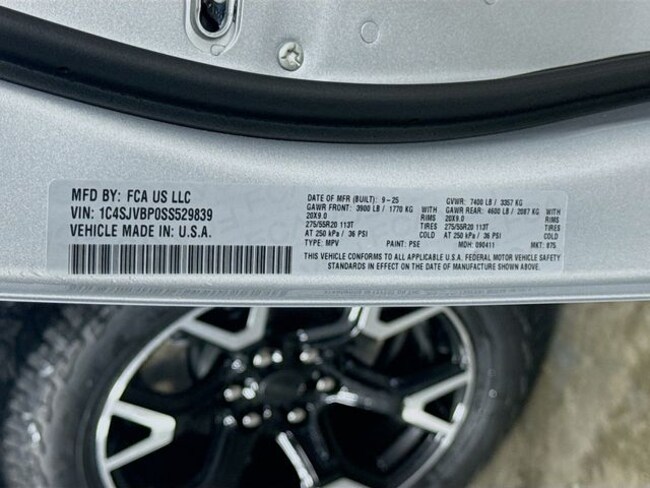 MFD BY: FCA US LLC
VIN: 1C4SJVBP0SS529839
VEHICLE MADE IN: U.S.A.
DATE OF MFR (BUILT): 9-25 GVWR: 7400 LB / 3357 KG
GAWR FRONT: 3900 LB / 1770 KG WITH GAWR REAR: 4600 LB / 2087 KG WITH
20X9.0 RIMS 20X9.0 RIMS
275/55R20 113T TIRES 275/55R20 113T TIRES
AT 250 kPa / 36 PSI COLD AT 250 kPa / 36 PSI COLD
TYPE: MPV PAINT: PSE MDH: 090411 MKT: 875
THIS VEHICLE CONFORMS TO ALL APPLICABLE U.S.A. FEDERAL MOTOR VEHICLE SAFETY
STANDARDS IN EFFECT ON THE DATE OF MANUFACTURE SHOWN ABOVE.